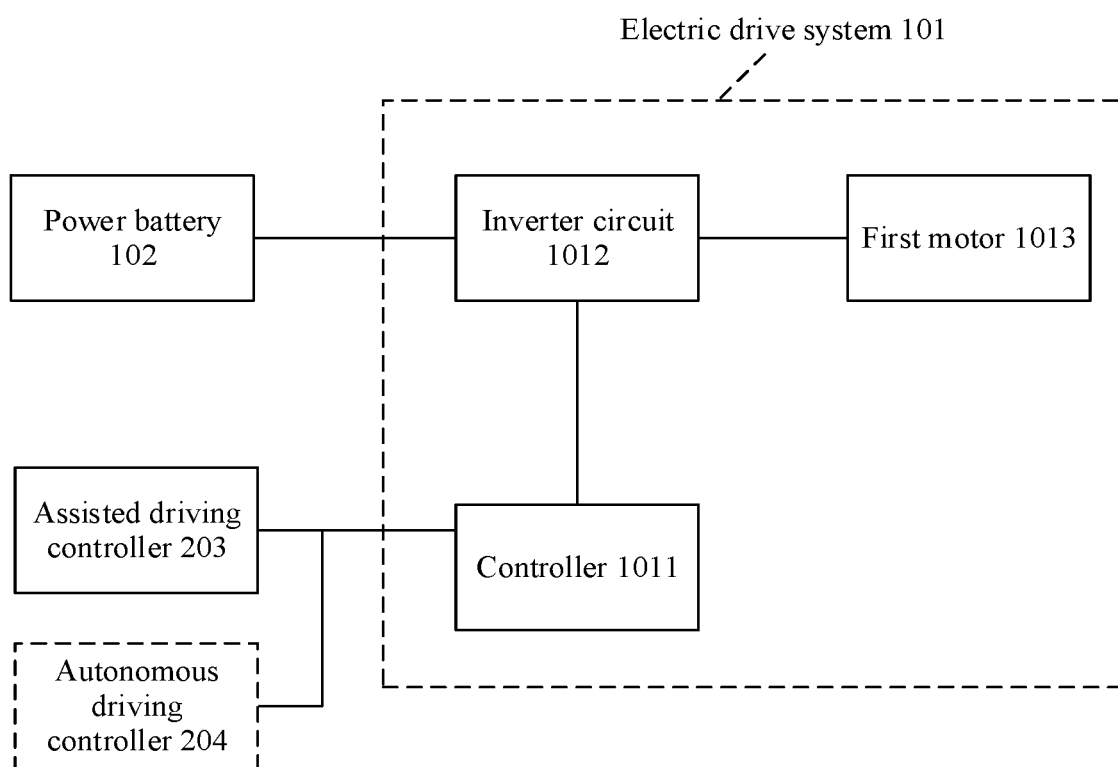 Electric drive system 101
Power battery
102
Inverter circuit
1012
First motor 1013
Assisted driving
controller 203
Controller 1011
Autonomous
driving
controller 204